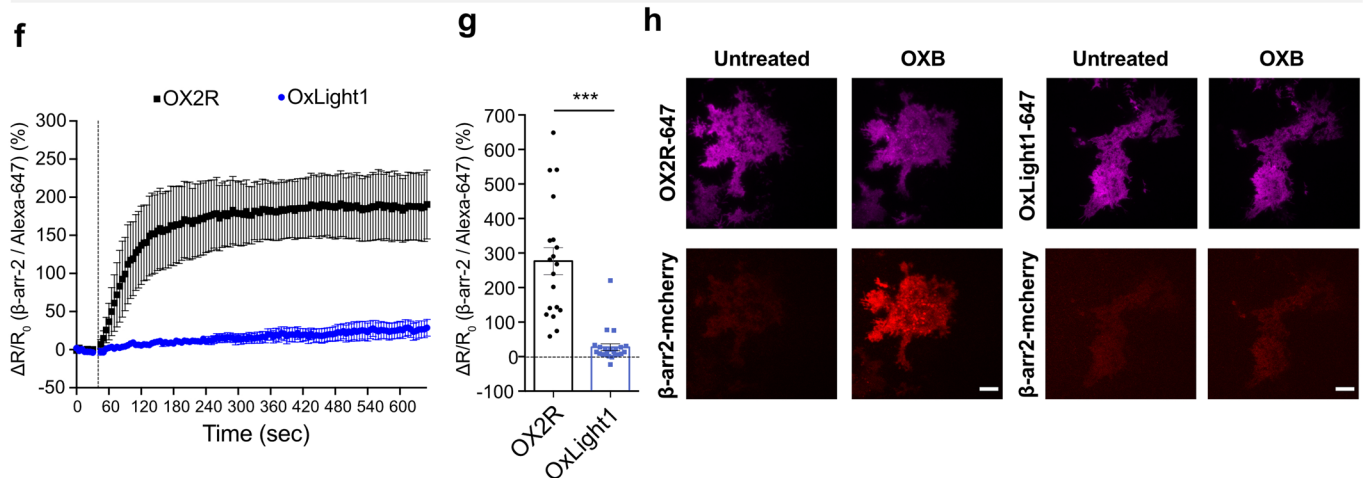 f
OX2R
OxLight1
ΔR/R0 (β-arr-2 / Alexa-647) (%)
300
250
200
150
100
50
0
-50
0 60 120 180 240 300 360 420 480 540 600
Time (sec)
g
***
ΔR/R0 (β-arr-2 / Alexa-647) (%)
700
600
500
400
300
200
100
0
-100
OX2R
OxLight1
h
Untreated
OXB
Untreated
OXB
OX2R-647
OxLight1-647
β-arr2-mcherry
β-arr2-mcherry